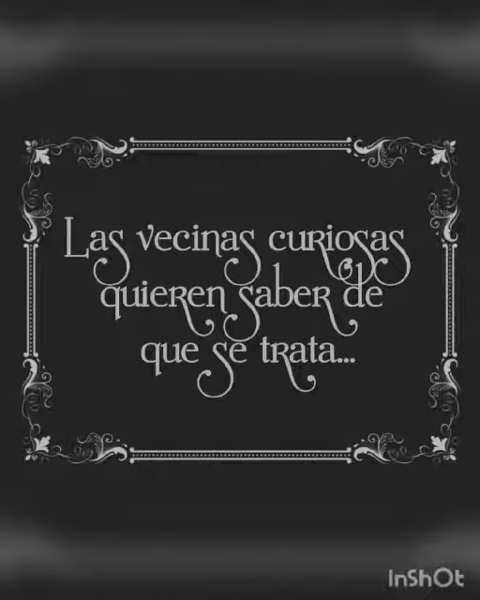 Las vecinas curiosas
quieren saber de
que se trata...
InShOt